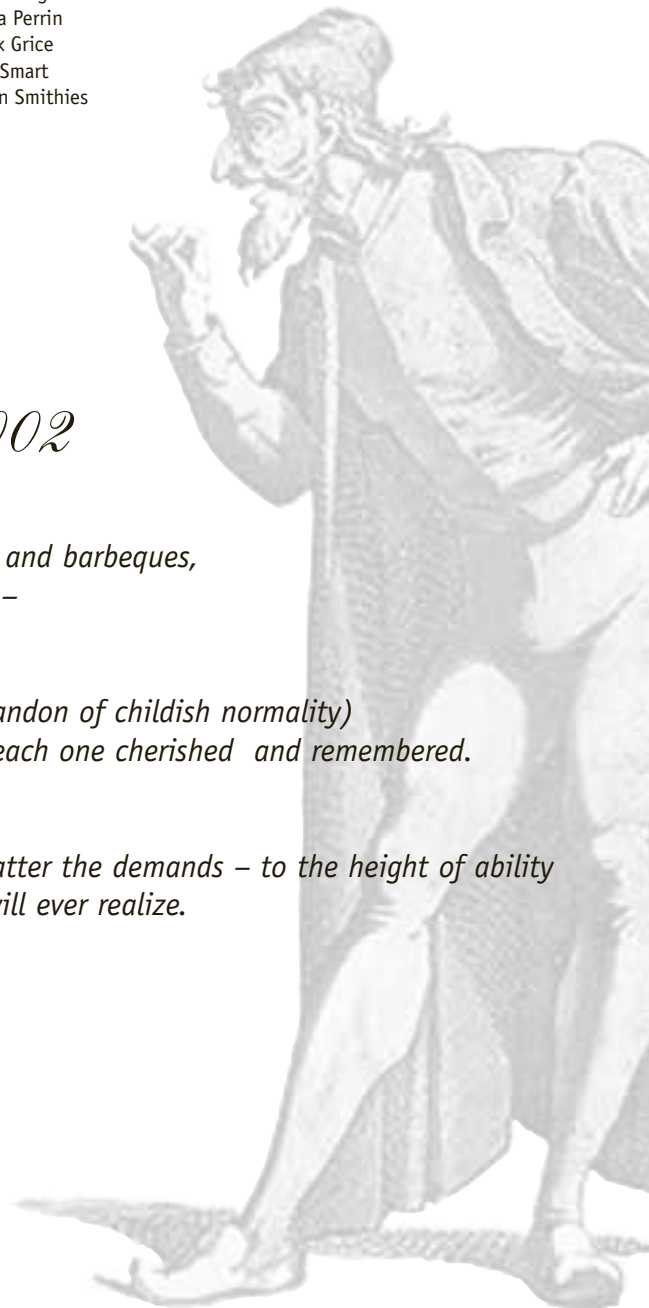 a Perrin
k Grice
Smart
n Smithies
002
and barbeques,
–
andon of childish normality)
each one cherished and remembered.
atter the demands – to the height of ability
will ever realize.